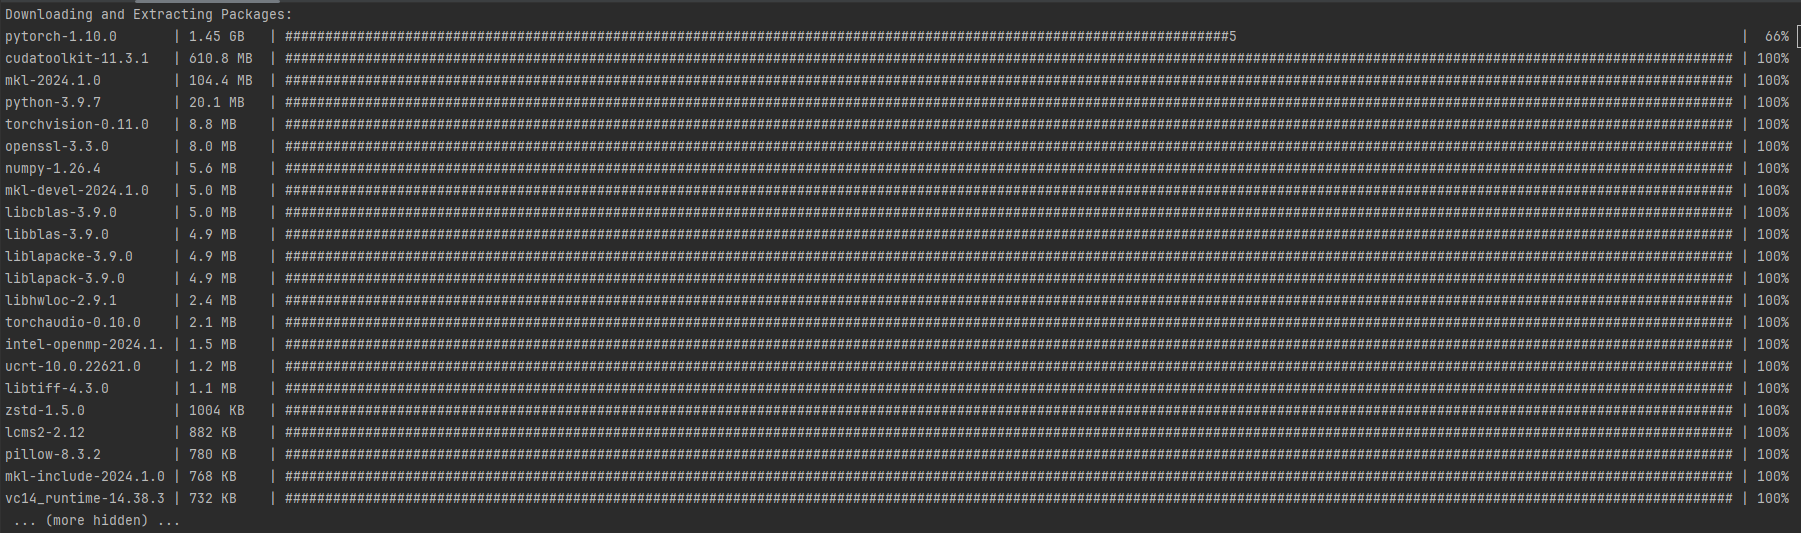 Downloading and Extracting Packages:
pytorch-1.10.0 | 1.45 GB | ######################################################################################################################5 | 66%
cudatoolkit-11.3.1 | 610.8 MB | ##################################################################################################################################################################################### | 100%
mkl-2024.1.0 | 104.4 MB | ##################################################################################################################################################################################### | 100%
python-3.9.7 | 20.1 MB | ##################################################################################################################################################################################### | 100%
torchvision-0.11.0 | 8.8 MB | ##################################################################################################################################################################################### | 100%
openssl-3.3.0 | 8.0 MB | ##################################################################################################################################################################################### | 100%
numpy-1.26.4 | 5.6 MB | ##################################################################################################################################################################################### | 100%
mkl-devel-2024.1.0 | 5.0 MB | ##################################################################################################################################################################################### | 100%
libcblas-3.9.0 | 5.0 MB | ##################################################################################################################################################################################### | 100%
libblas-3.9.0 | 4.9 MB | ##################################################################################################################################################################################### | 100%
liblapacke-3.9.0 | 4.9 MB | ##################################################################################################################################################################################### | 100%
liblapack-3.9.0 | 4.9 MB | ##################################################################################################################################################################################### | 100%
libhwloc-2.9.1 | 2.4 MB | ##################################################################################################################################################################################### | 100%
torchaudio-0.10.0 | 2.1 MB | ##################################################################################################################################################################################### | 100%
intel-openmp-2024.1. | 1.5 MB | ##################################################################################################################################################################################### | 100%
ucrt-10.0.22621.0 | 1.2 MB | ##################################################################################################################################################################################### | 100%
libtiff-4.3.0 | 1.1 MB | ##################################################################################################################################################################################### | 100%
zstd-1.5.0 | 1004 KB | ##################################################################################################################################################################################### | 100%
lcms2-2.12 | 882 KB | ##################################################################################################################################################################################### | 100%
pillow-8.3.2 | 780 KB | ##################################################################################################################################################################################### | 100%
mkl-include-2024.1.0 | 768 KB | ##################################################################################################################################################################################### | 100%
vc14_runtime-14.38.3 | 732 KB | ##################################################################################################################################################################################### | 100%
... (more hidden) ...